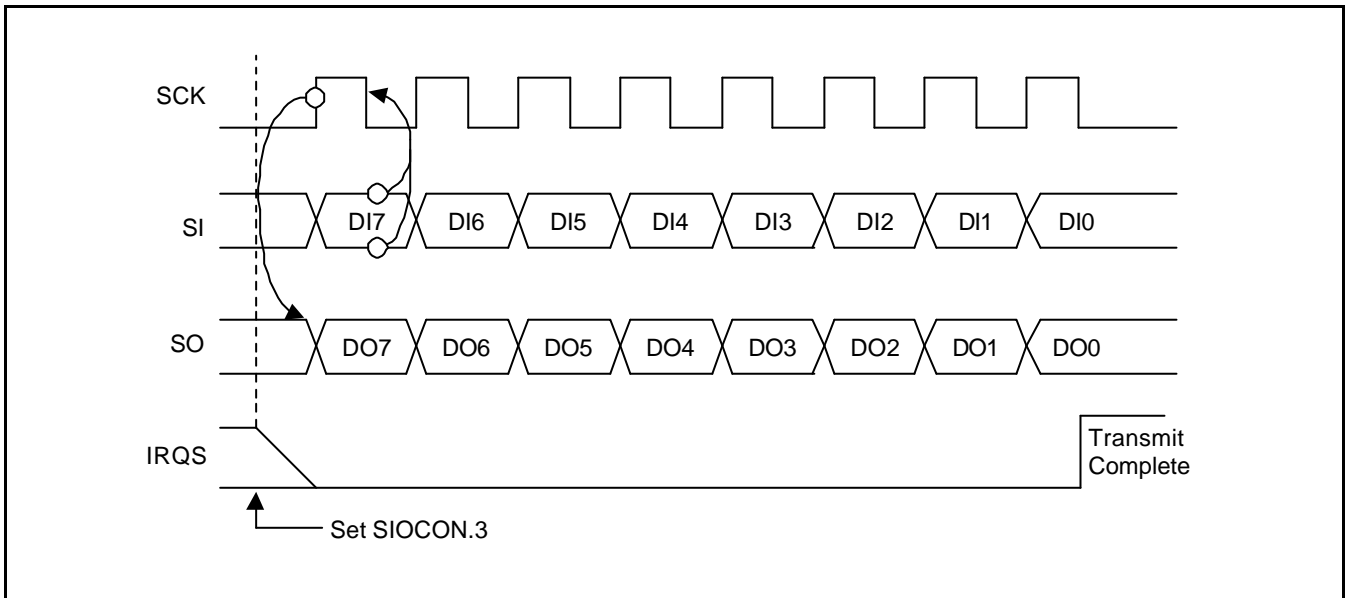 SCK
SI DI7 DI6 DI5 DI4 DI3 DI2 DI1 DI0
SO DO7 DO6 DO5 DO4 DO3 DO2 DO1 DO0
IRQS
Transmit
Complete
Set SIOCON.3